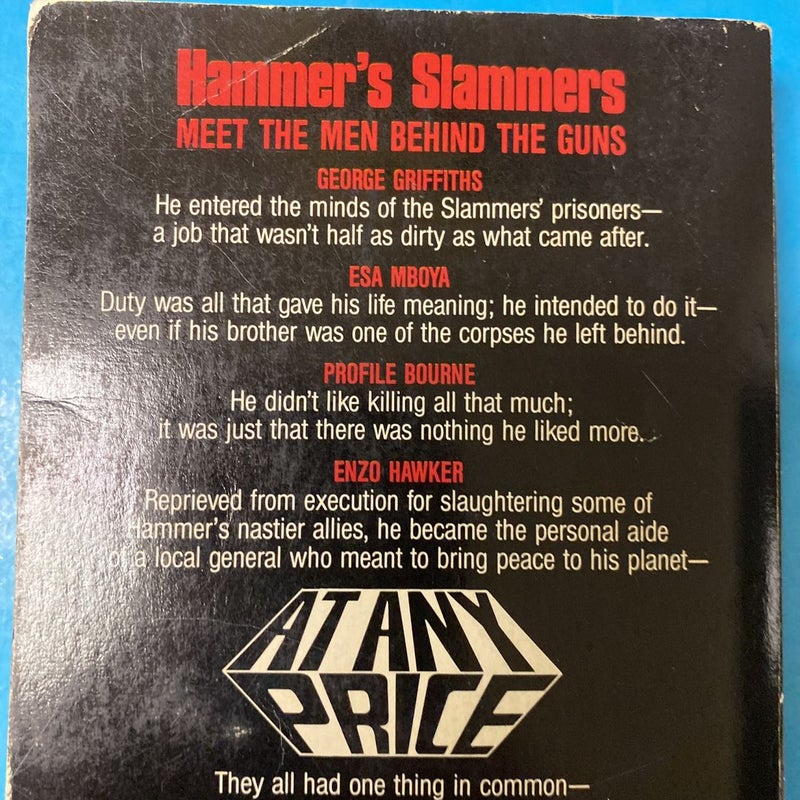 Hammer's Slammers
MEET THE MEN BEHIND THE GUNS
GEORGE GRIFFITHS
He entered the minds of the Slammers' prisoners—
a job that wasn't half as dirty as what came after.
ESA MBOYA
Duty was all that gave his life meaning; he intended to do it—
even if his brother was one of the corpses he left behind.
PROFILE BOURNE
He didn't like killing all that much;
it was just that there was nothing he liked more.
ENZO HAWKER
Reprieved from execution for slaughtering some of
Hammer's nastier allies, he became the personal aide
of a local general who meant to bring peace to his planet—
AT ANY
PRICE
They all had one thing in common—